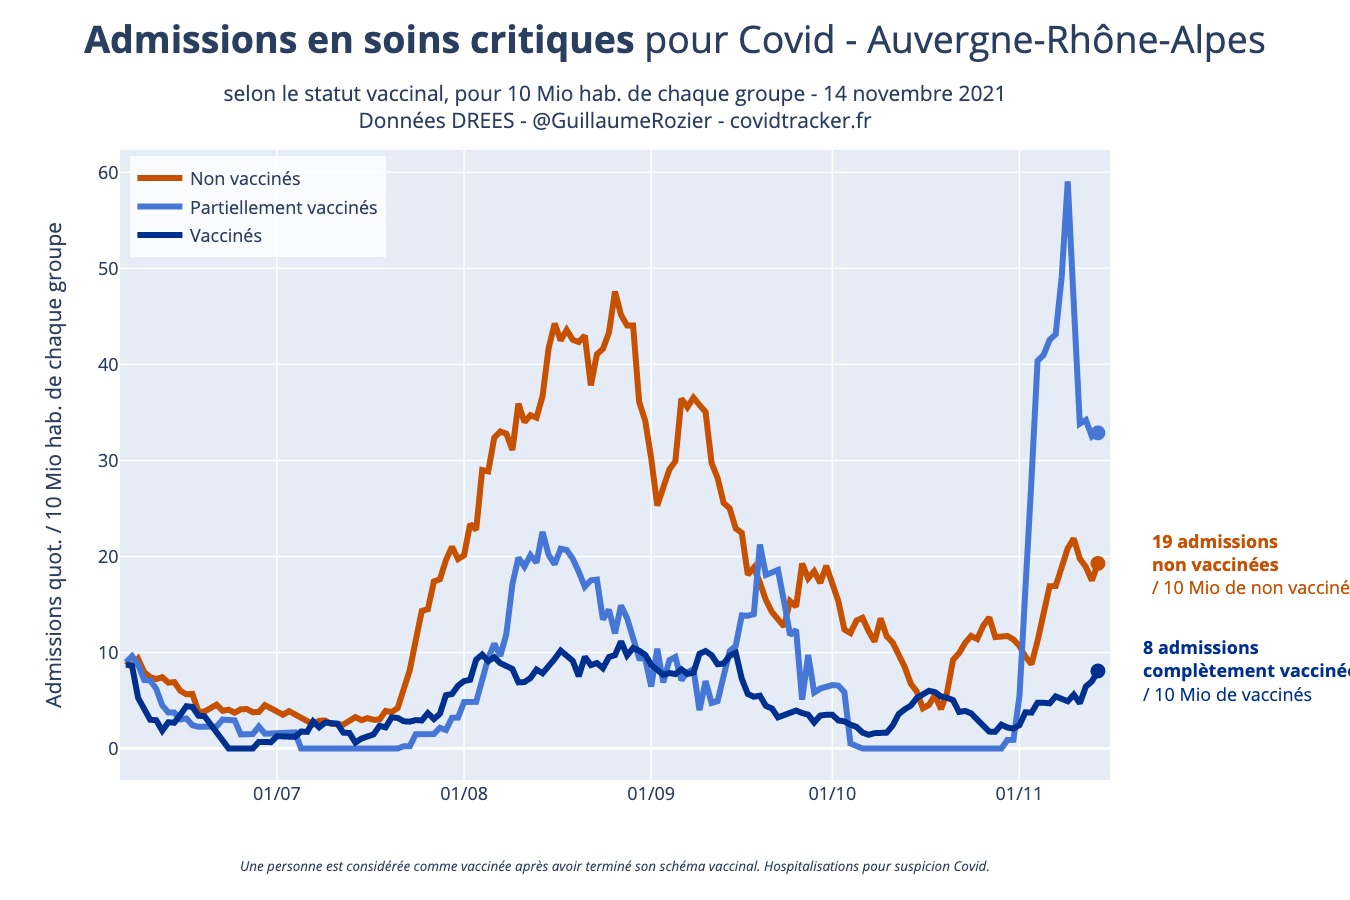 Admissions en soins critiques pour Covid - Auvergne-Rhône-Alpes
selon le statut vaccinal, pour 10 Mio hab. de chaque groupe - 14 novembre 2021
Données DREES - @GuillaumeRozier - covidtracker.fr
Non vaccinés
Partiellement vaccinés
Vaccinés
Admissions quot. / 10 Mio hab. de chaque groupe
60
50
40
30
20
10
0
01/07
01/08
01/09
01/10
01/11
19 admissions
non vaccinées
/ 10 Mio de non vacciné
8 admissions
complètement vacciné
/ 10 Mio de vaccinés
Une personne est considérée comme vaccinée après avoir terminé son schéma vaccinal. Hospitalisations pour suspicion Covid.